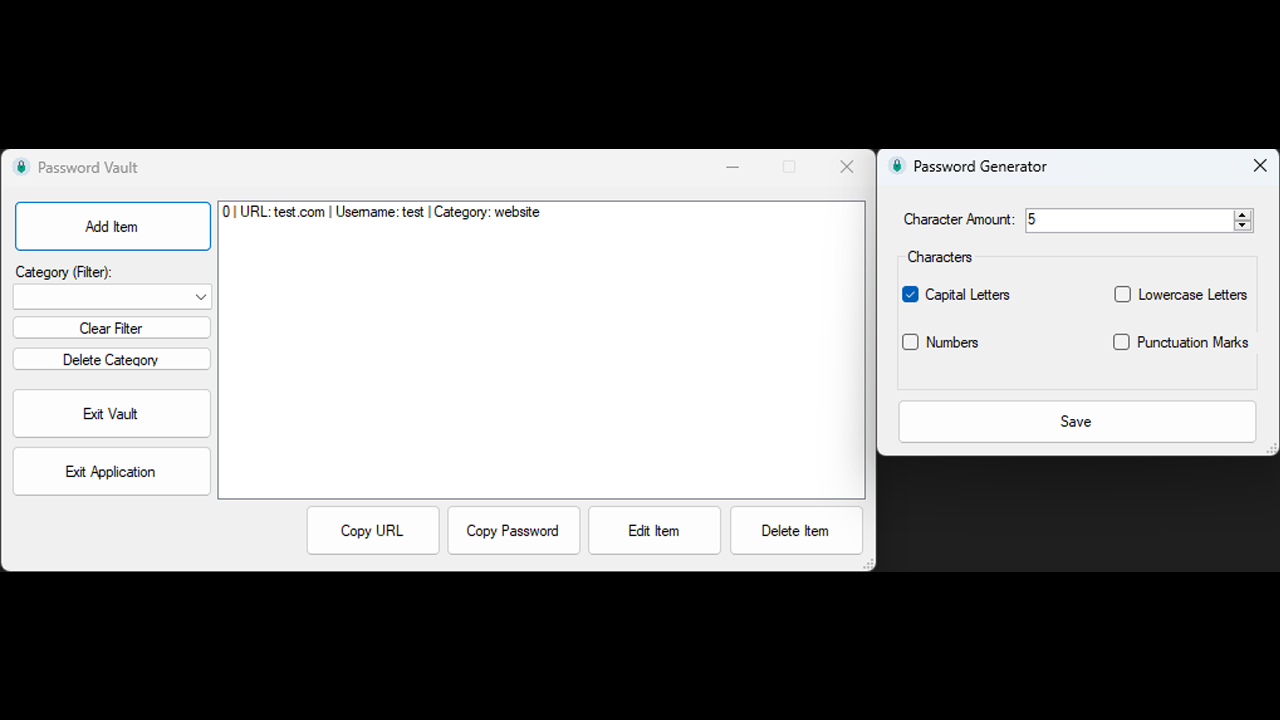 Password Vault
Add Item
0 | URL: test.com | Username: test | Category: website
Category (Filter):
Clear Filter
Delete Category
Exit Vault
Exit Application
Copy URL
Copy Password
Edit Item
Delete Item
Password Generator
Character Amount: 5
Characters
Capital Letters
Lowercase Letters
Numbers
Punctuation Marks
Save